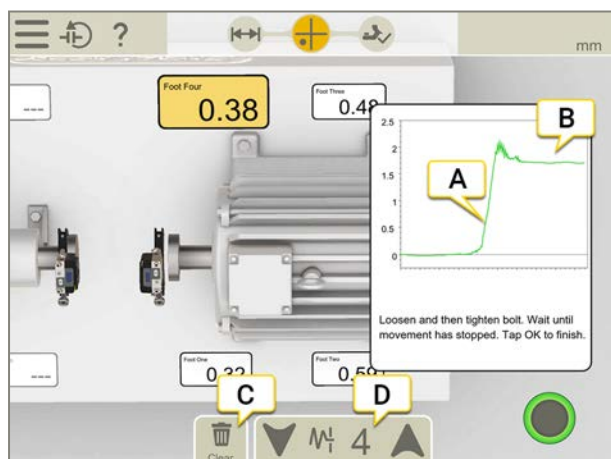 ?
mm
Foot Four
0.38
Foot Three
0.48
---
2.5
2
1.5
1
0.5
0
A
B
Loosen and then tighten bolt. Wait until
movement has stopped. Tap OK to finish.
---
Foot One
0.32
Foot Two
0.591
C
D
Clear
4